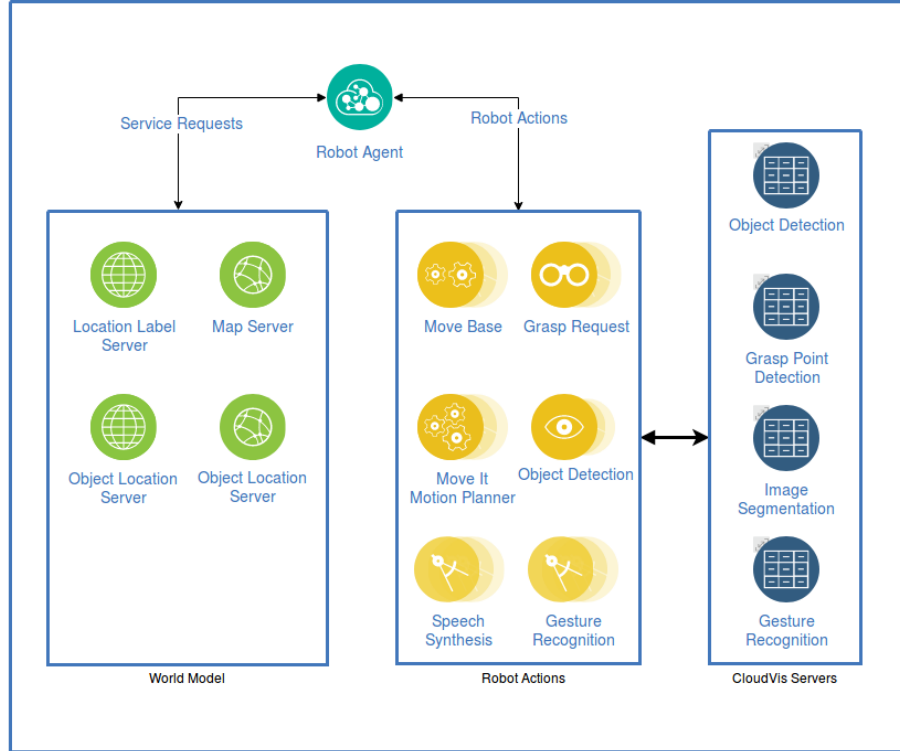 Service Requests
Robot Actions
Robot Agent
Location Label
Server
Map Server
Object Location
Server
Object Location
Server
World Model
Move Base
Grasp Request
Move It
Motion Planner
Object Detection
Speech
Synthesis
Gesture
Recognition
Robot Actions
Object Detection
Grasp Point
Detection
Image
Segmentation
Gesture
Recognition
CloudVis Servers